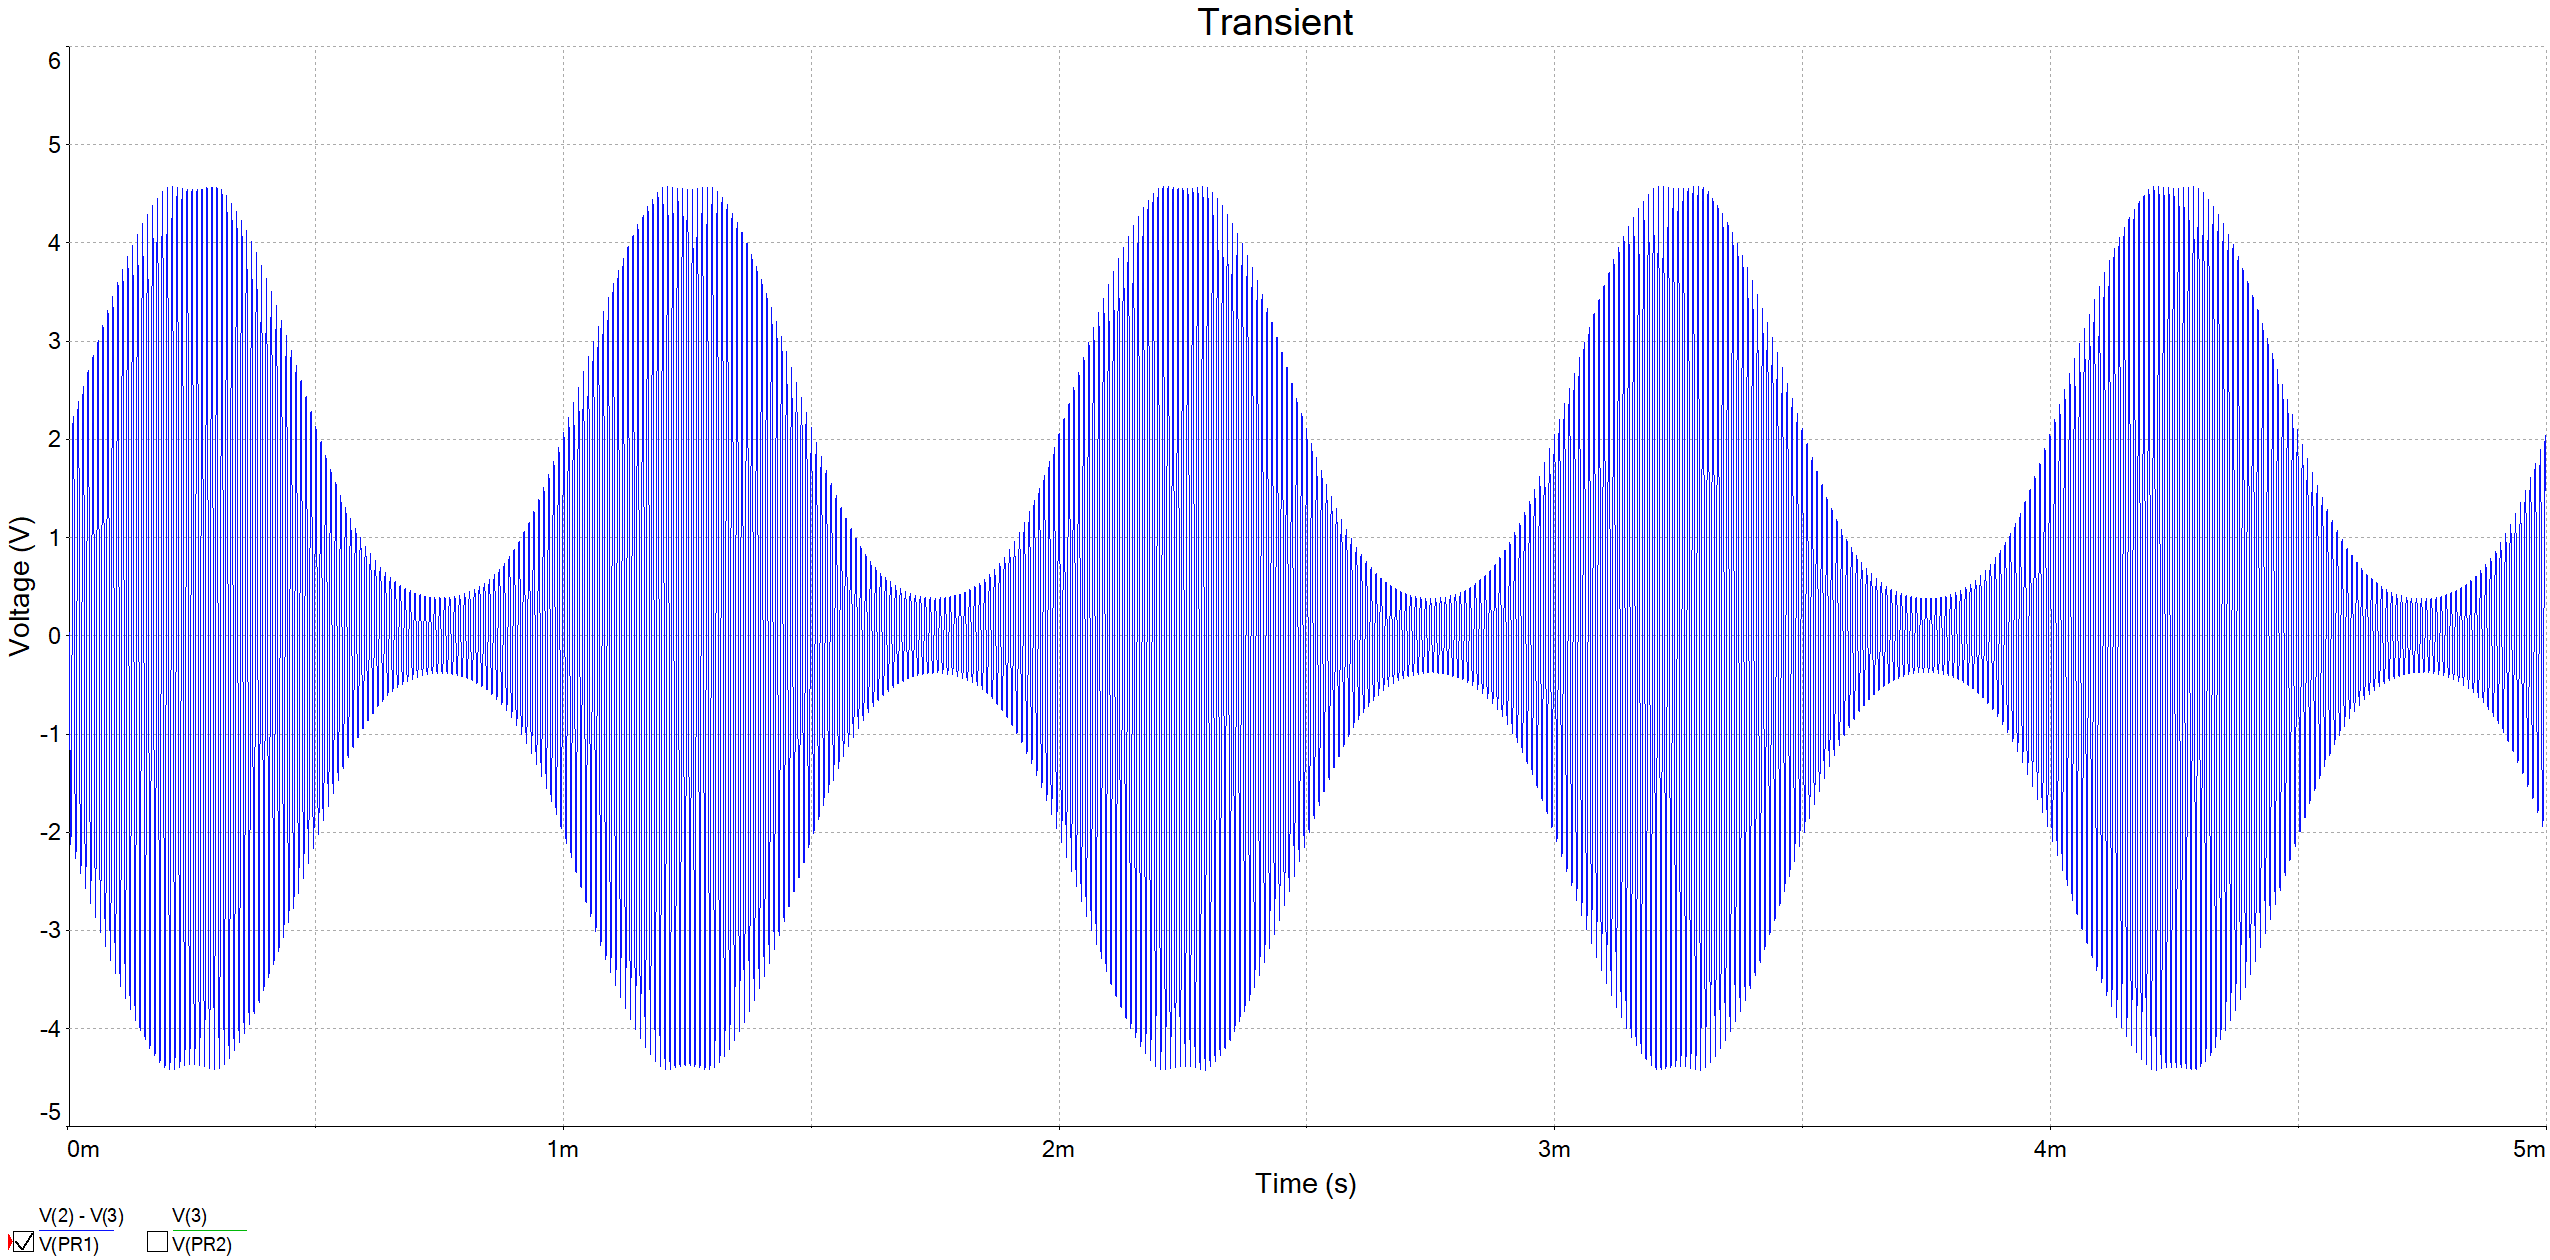 Transient
6
5
4
3
2
1
0
-1
-2
-3
-4
-5
Voltage (V)
0m 1m 2m 3m 4m 5m
Time (s)
V(2) - V(3) V(3)
V(PR1) V(PR2)